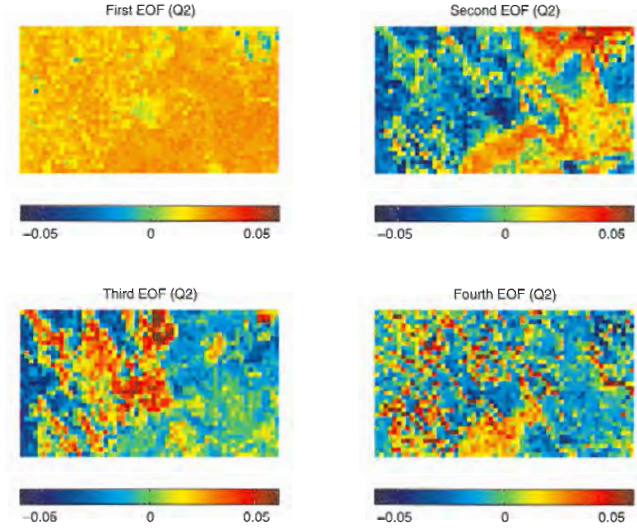 First EOF (Q2)
Second EOF (Q2)
−0.05 0 0.05
−0.05 0 0.05
Third EOF (Q2)
Fourth EOF (Q2)
−0.05 0 0.05
−0.05 0 0.05